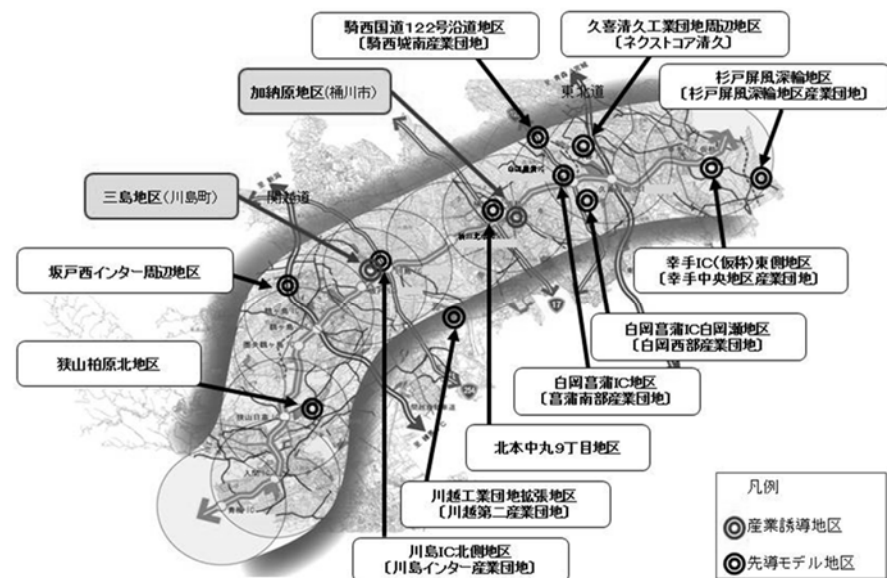 騎西国道122号沿道地区
〔騎西城南産業団地〕
久喜清久工業団地周辺地区
〔ネクストコア清久〕
杉戸屏風深輪地区
〔杉戸屏風深輪地区産業団地〕
加納原地区(桶川市)
東北道
三島地区(川島町)
関越道
坂戸西インター周辺地区
幸手IC(仮称)東側地区
〔幸手中央地区産業団地〕
17
白岡菖蒲IC白岡瀬地区
〔白岡西部産業団地〕
狭山柏原北地区
254
白岡菖蒲IC地区
〔菖蒲南部産業団地〕
狭山日高
北本中丸9丁目地区
入間
川越工業団地拡張地区
〔川越第二産業団地〕
川島IC北側地区
〔川島インター産業団地〕
凡例
産業誘導地区
先導モデル地区